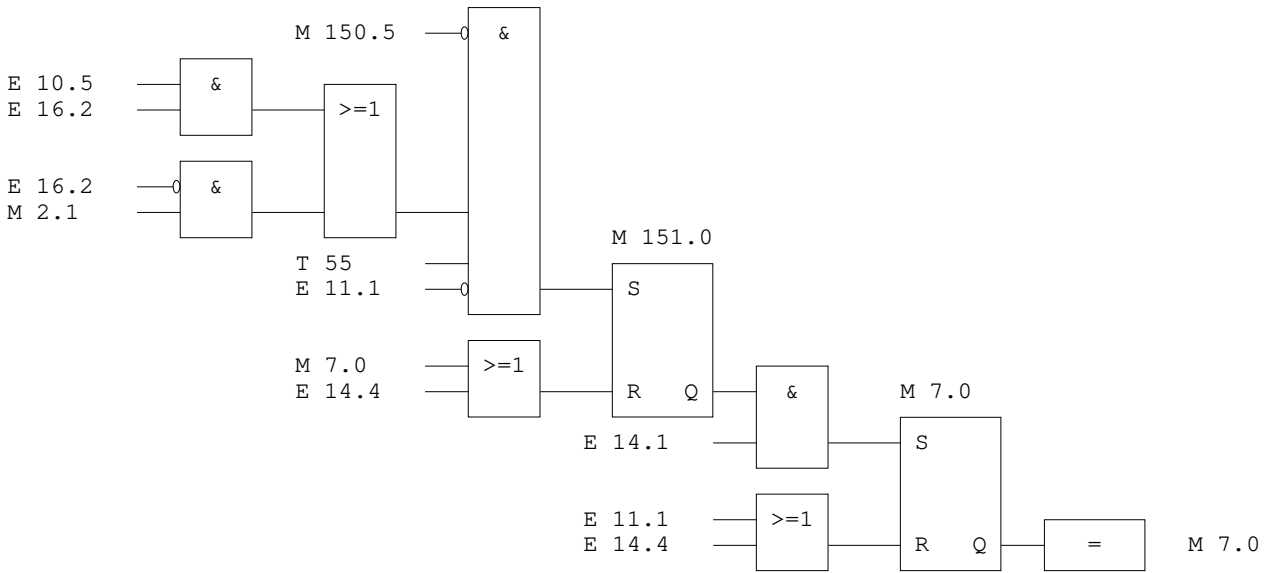 M 150.5 &
E 10.5 &
E 16.2 >=1
E 16.2 &
M 2.1
M 151.0
T 55
E 11.1 S
M 7.0 >=1
E 14.4 R Q & M 7.0
E 14.1 S
E 11.1 >=1
E 14.4 R Q = M 7.0